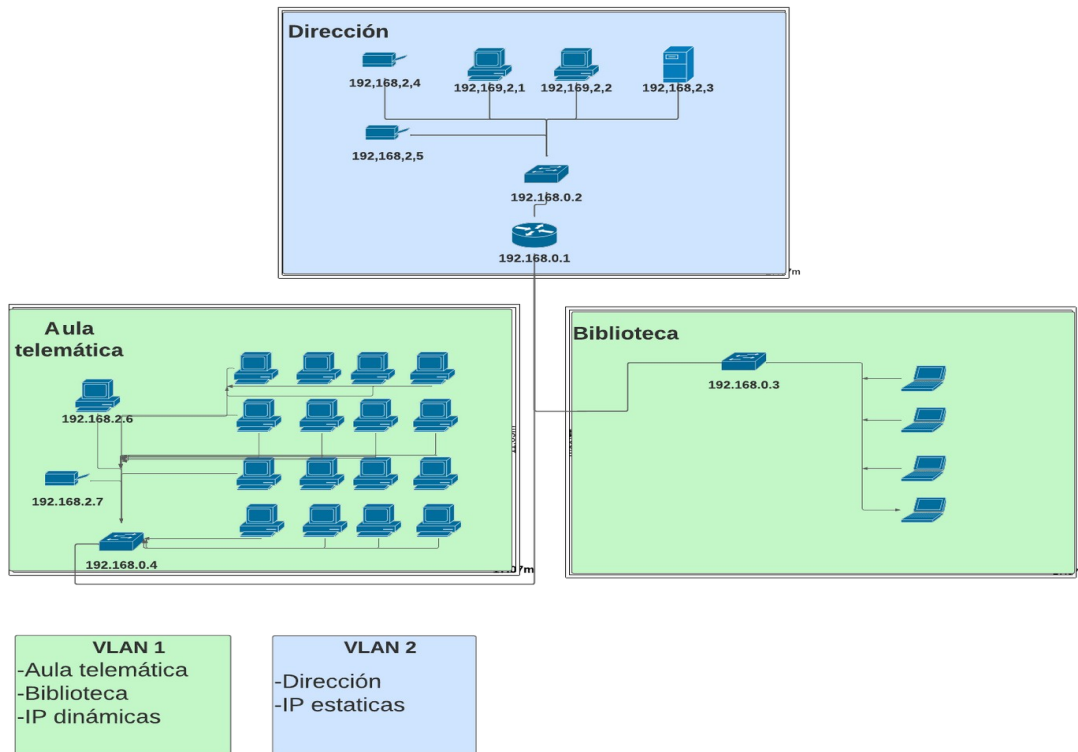 Dirección
192,168,2,4
192,169,2,1
192,169,2,2
192,168,2,3
192,168,2,5
192.168.0.2
192.168.0.1
Aula
telemática
192.168.2.6
192.168.2.7
192.168.0.4
Biblioteca
192.168.0.3
VLAN 1
-Aula telemática
-Biblioteca
-IP dinámicas
VLAN 2
-Dirección
-IP estaticas